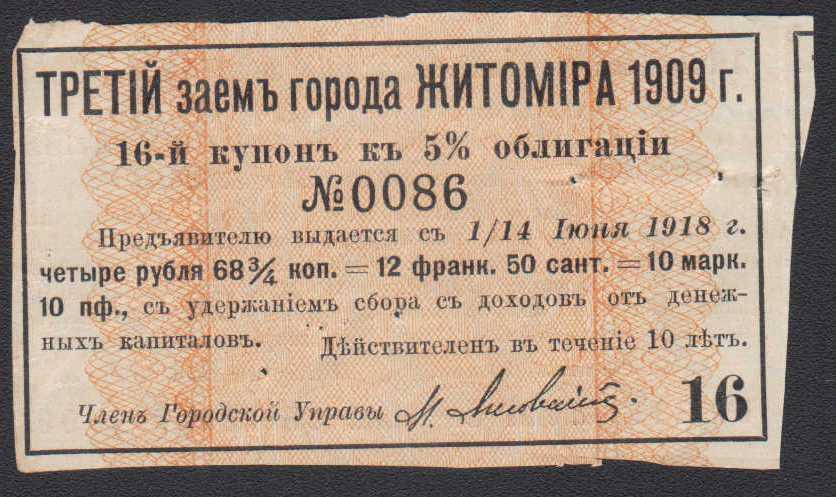 ТРЕТІЙ заемъ города ЖИТОМІРА 1909 г.
16-й купонъ къ 5% облигаціи
№0086
Предъявителю выдается съ 1/14 Іюня 1918 г.
четыре рубля 68¾ коп. = 12 франк. 50 сант. = 10 марк.
10 пф., съ удержаніемъ сбора съ доходовъ отъ денеж-
ныхъ капиталовъ. Дѣйствителенъ въ теченіе 10 лѣтъ.
Членъ Городской Управы
16